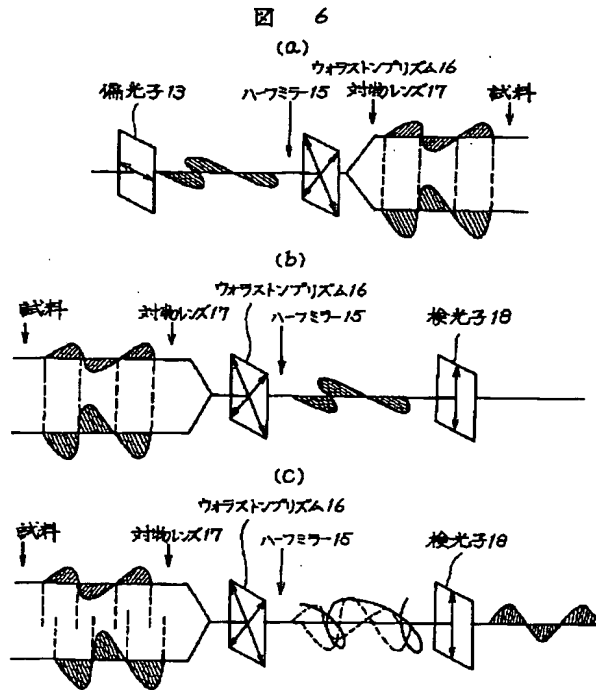 図 6
(a)
偏光子13
ハーフミラー15
ウォラストンプリズム16
対物レンズ17
試料
(b)
試料
対物レンズ17
ウォラストンプリズム16
ハーフミラー15
検光子18
(c)
試料
対物レンズ17
ウォラストンプリズム16
ハーフミラー15
検光子18